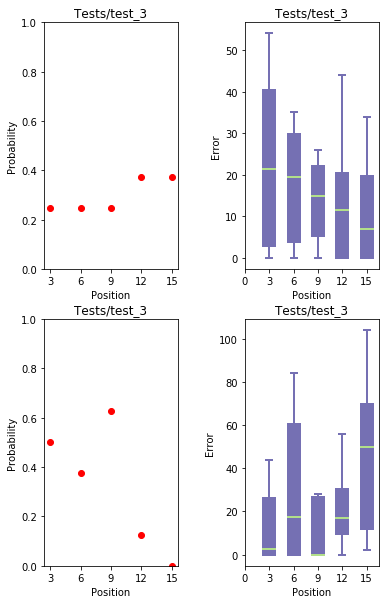 Tests/test_3
Probability
1.0
0.8
0.6
0.4
0.2
0.0
3 6 9 12 15
Position
Tests/test_3
Error
50
40
30
20
10
0
0 3 6 9 12 15
Position
Tests/test_3
Probability
1.0
0.8
0.6
0.4
0.2
0.0
3 6 9 12 15
Position
Tests/test_3
Error
100
80
60
40
20
0
0 3 6 9 12 15
Position